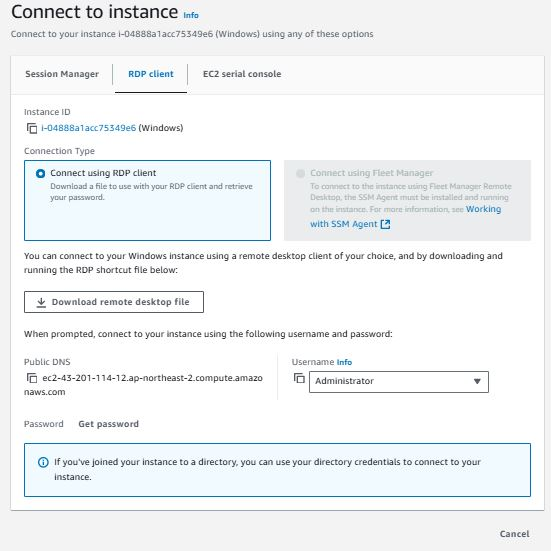 Connect to instance Info
Connect to your instance i-04888a1acc75349e6 (Windows) using any of these options
Session Manager
RDP client
EC2 serial console
Instance ID
i-04888a1acc75349e6 (Windows)
Connection Type
Connect using RDP client
Download a file to use with your RDP client and retrieve
your password.
Connect using Fleet Manager
To connect to the instance using Fleet Manager Remote
Desktop, the SSM Agent must be installed and running
on the instance. For more information, see Working
with SSM Agent
You can connect to your Windows instance using a remote desktop client of your choice, and by downloading and
running the RDP shortcut file below:
Download remote desktop file
When prompted, connect to your instance using the following username and password:
Public DNS
ec2-43-201-114-12.ap-northeast-2.compute.amazo
naws.com
Username Info
Administrator
Password Get password
If you've joined your instance to a directory, you can use your directory credentials to connect to your
instance.
Cancel